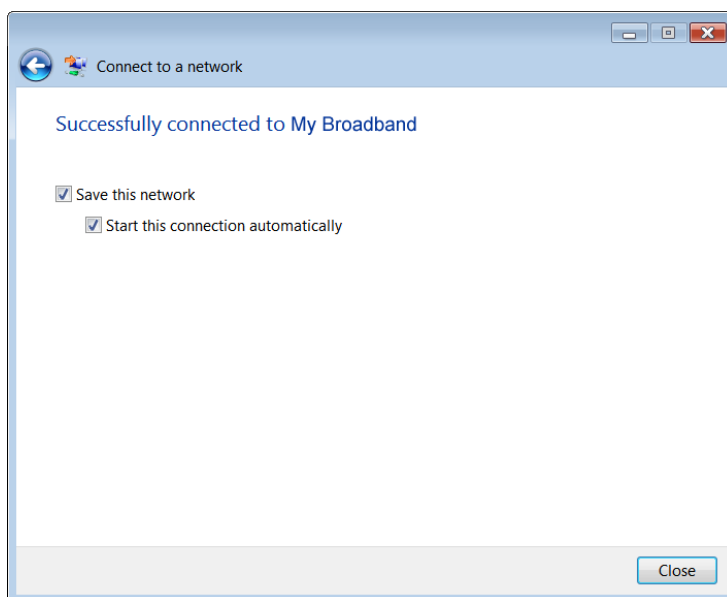 Connect to a network
Successfully connected to My Broadband
Save this network
Start this connection automatically
Close